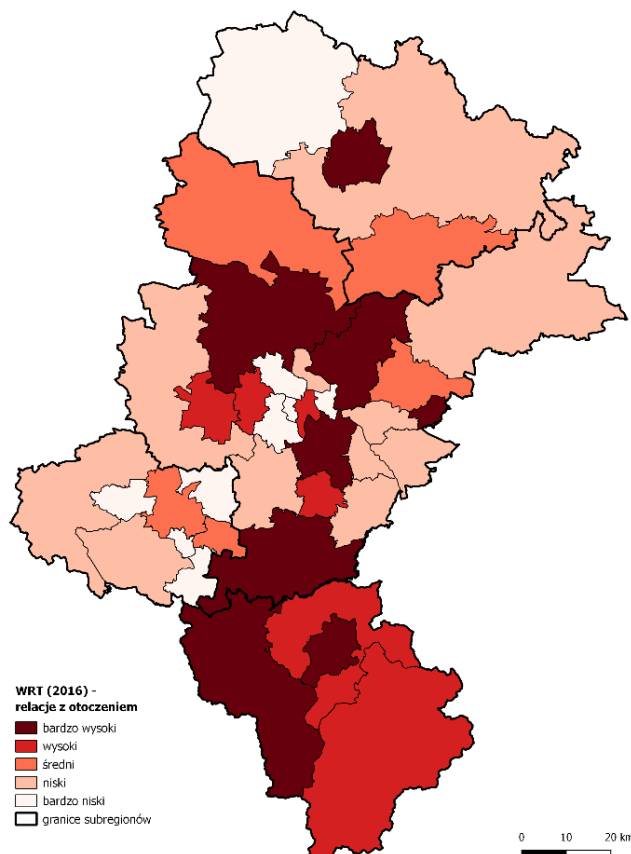 WRT (2016) -
relacje z otoczeniem
bardzo wysoki
wysoki
średni
niski
bardzo niski
granice subregionów
0 10 20 km